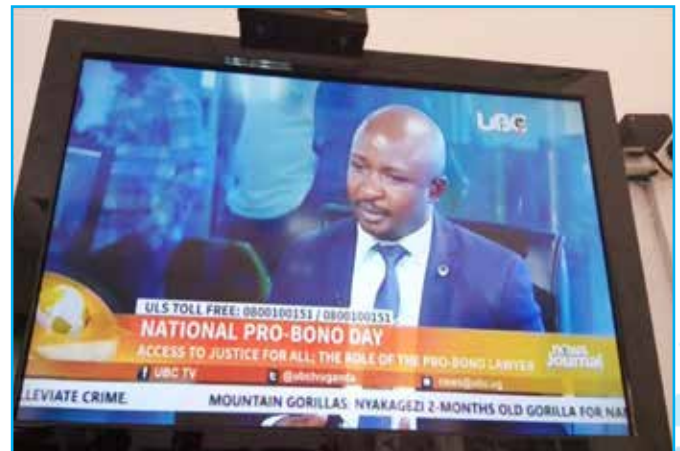 UBC
ULS TOLL FREE: 0800100151 / 0800100151
NATIONAL PRO-BONO DAY
ACCESS TO JUSTICE FOR ALL; THE ROLE OF THE PRO-BONO LAWYER
news Journal
f UBC TV @ubctvuganda news@ubc.ug
LLEVIATE CRIME. MOUNTAIN GORILLAS: NYAKAGEZI 2-MONTHS OLD GORILLA FOR NAM